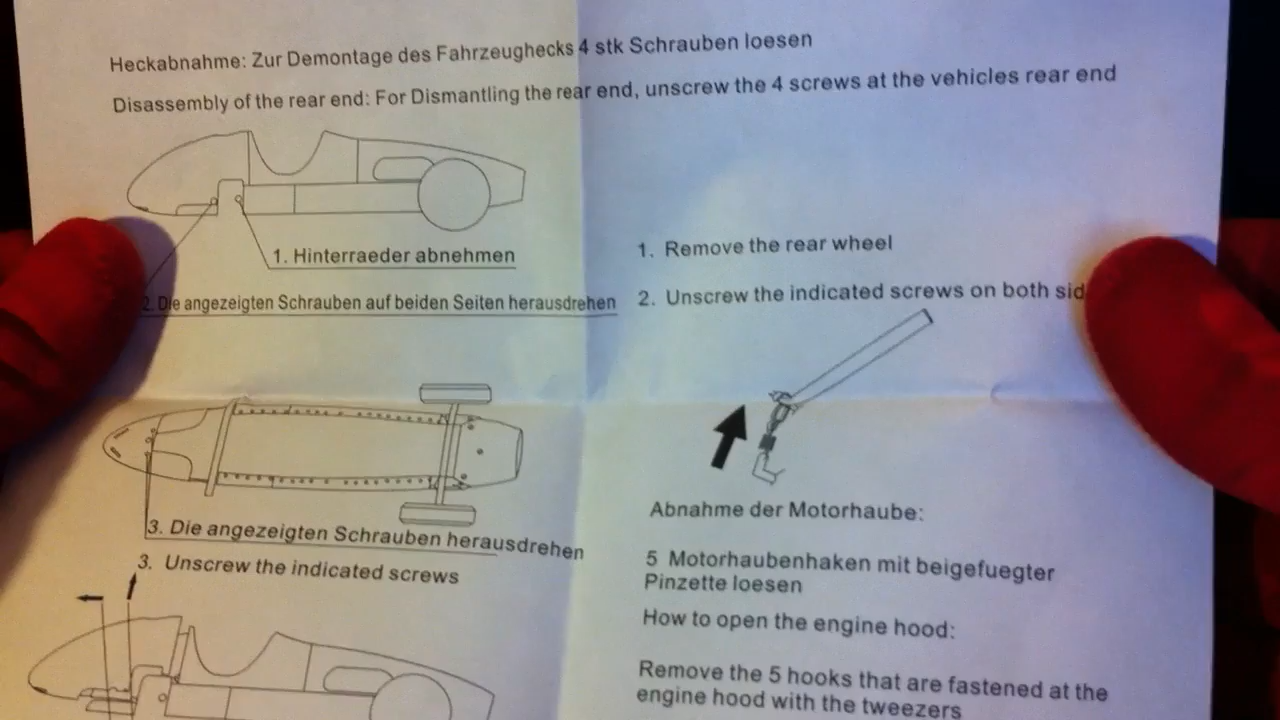 Heckabnahme: Zur Demontage des Fahrzeughecks 4 stk Schrauben loesen
Disassembly of the rear end: For Dismantling the rear end, unscrew the 4 screws at the vehicles rear end
1. Hinterraeder abnehmen
2. Die angezeigten Schrauben auf beiden Seiten herausdrehen
1. Remove the rear wheel
2. Unscrew the indicated screws on both sid
3. Die angezeigten Schrauben herausdrehen
3. Unscrew the indicated screws
Abnahme der Motorhaube:
5 Motorhaubenhaken mit beigefuegter
Pinzette loesen
How to open the engine hood:
Remove the 5 hooks that are fastened at the
engine hood with the tweezers